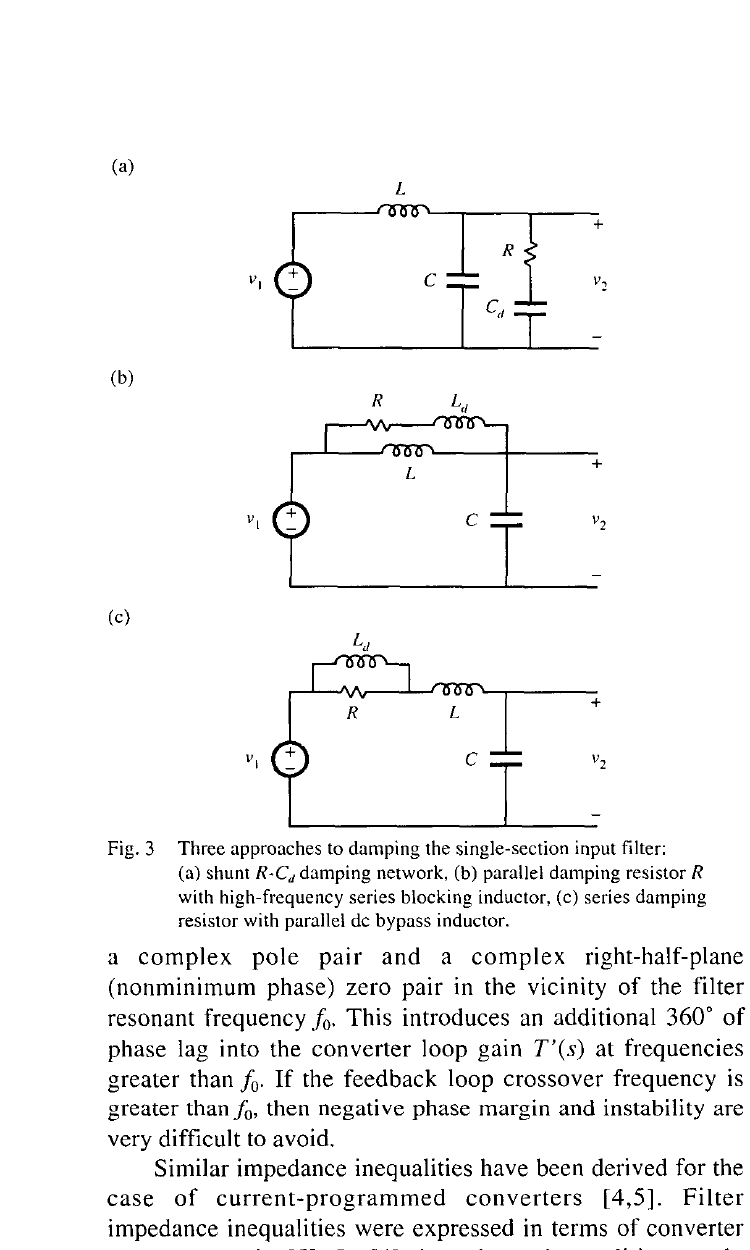 (a)
L
R
+
v1
+
−
C
v2
Cd
−
(b)
R
Ld
L
+
v1
+
−
C
v2
−
(c)
Ld
R
L
+
v1
+
−
C
v2
−
Fig. 3 Three approaches to damping the single-section input filter:
(a) shunt R-Cd damping network, (b) parallel damping resistor R
with high-frequency series blocking inductor, (c) series damping
resistor with parallel dc bypass inductor.
a complex pole pair and a complex right-half-plane
(nonminimum phase) zero pair in the vicinity of the filter
resonant frequency f0. This introduces an additional 360° of
phase lag into the converter loop gain T'(s) at frequencies
greater than f0. If the feedback loop crossover frequency is
greater than f0, then negative phase margin and instability are
very difficult to avoid.
Similar impedance inequalities have been derived for the
case of current-programmed converters [4,5]. Filter
impedance inequalities were expressed in terms of converter